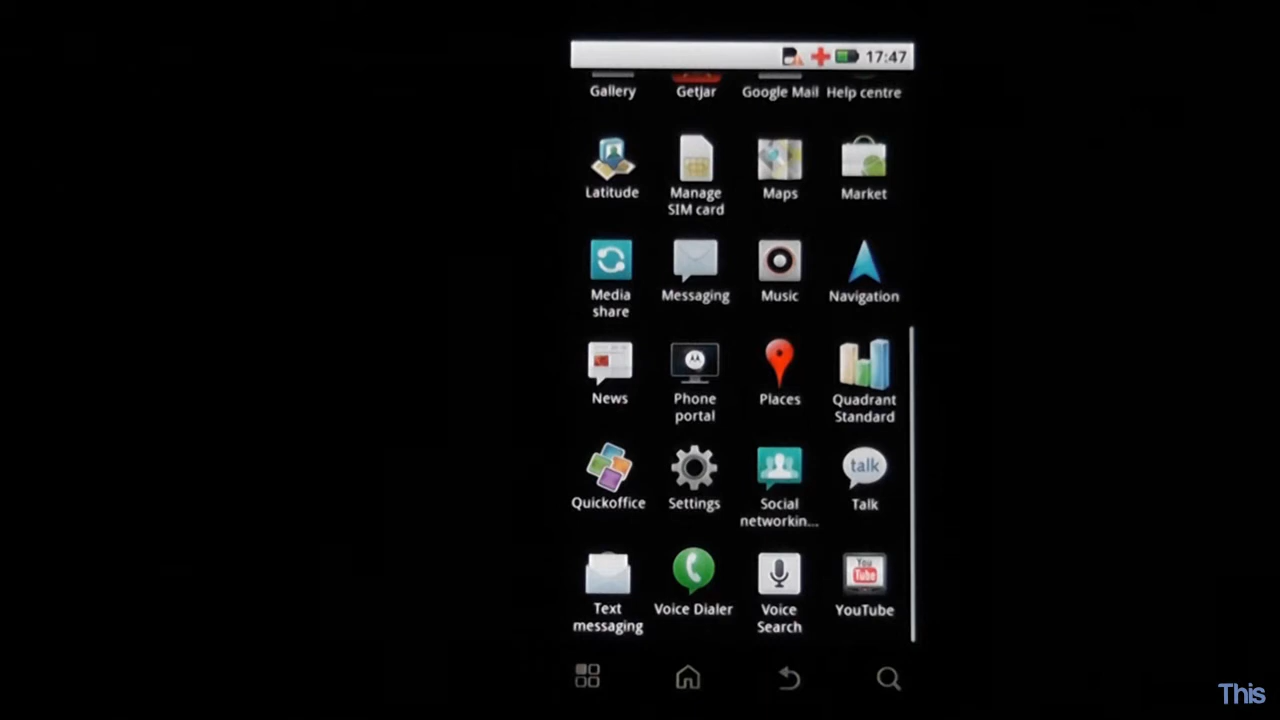 17:47
Gallery GetJar Google Mail Help centre
Latitude Manage SIM card Maps Market
Media share Messaging Music Navigation
News Phone portal Places Quadrant Standard
talk
Quickoffice Settings Social networkin... Talk
You Tube
Text messaging Voice Dialer Voice Search YouTube
This